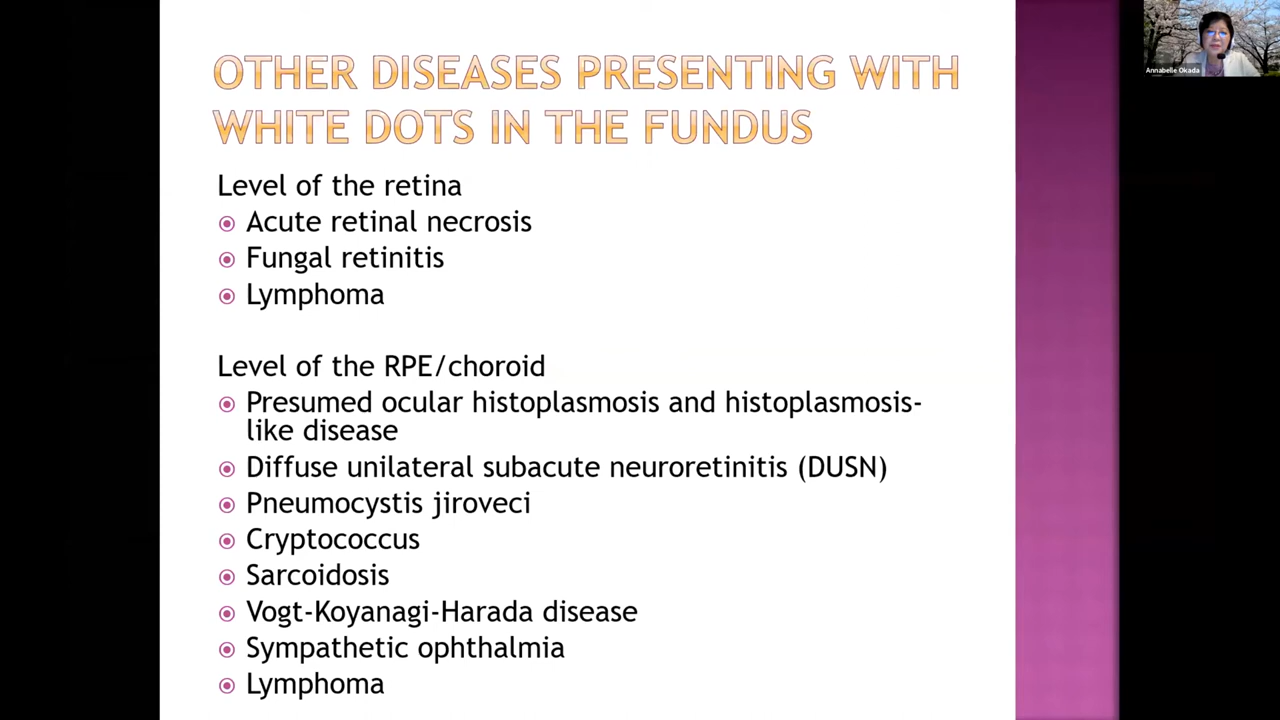 OTHER DISEASES PRESENTING WITH
WHITE DOTS IN THE FUNDUS
Level of the retina
Acute retinal necrosis
Fungal retinitis
Lymphoma
Level of the RPE/choroid
Presumed ocular histoplasmosis and histoplasmosis-
like disease
Diffuse unilateral subacute neuroretinitis (DUSN)
Pneumocystis jiroveci
Cryptococcus
Sarcoidosis
Vogt-Koyanagi-Harada disease
Sympathetic ophthalmia
Lymphoma
Annabelle Okada